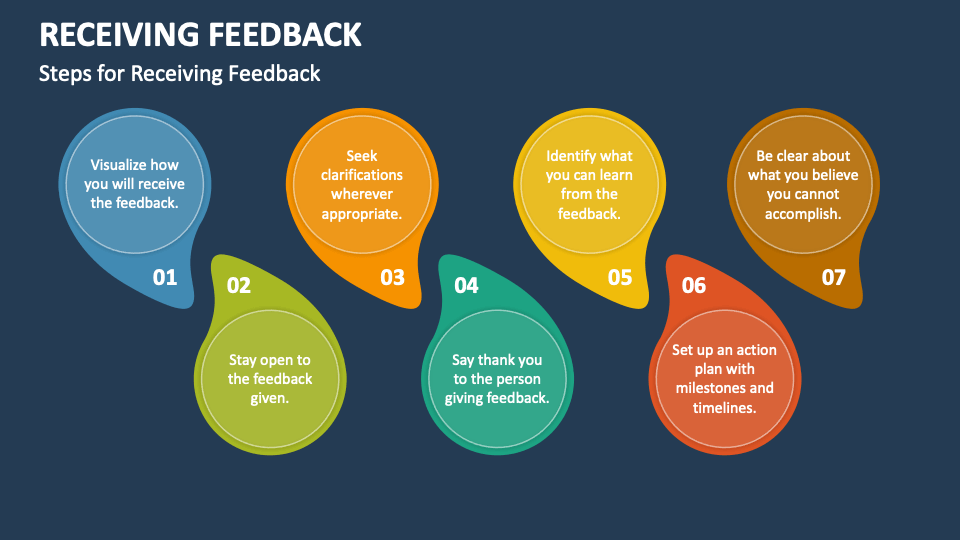 RECEIVING FEEDBACK
Steps for Receiving Feedback
Visualize how
you will receive
the feedback.
01
02
Stay open to
the feedback
given.
Seek
clarifications
wherever
appropriate.
03
04
Say thank you
to the person
giving feedback.
Identify what
you can learn
from the
feedback.
05
06
Set up an action
plan with
milestones and
timelines.
Be clear about
what you believe
you cannot
accomplish.
07